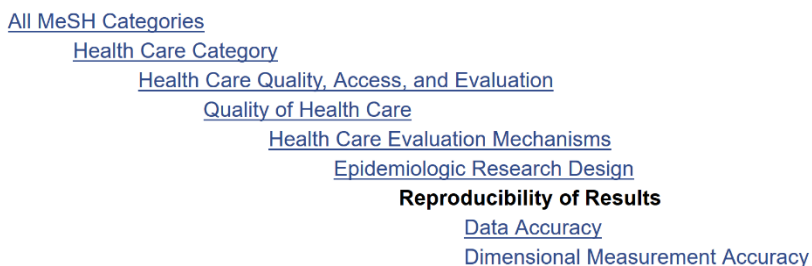 All MeSH Categories
Health Care Category
Health Care Quality, Access, and Evaluation
Quality of Health Care
Health Care Evaluation Mechanisms
Epidemiologic Research Design
Reproducibility of Results
Data Accuracy
Dimensional Measurement Accuracy